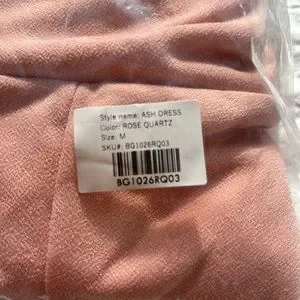 Style name: ASH DRESS
Color: ROSE QUARTZ
Size: M
SKU#: BG1026RQ03
BG1026RQ03